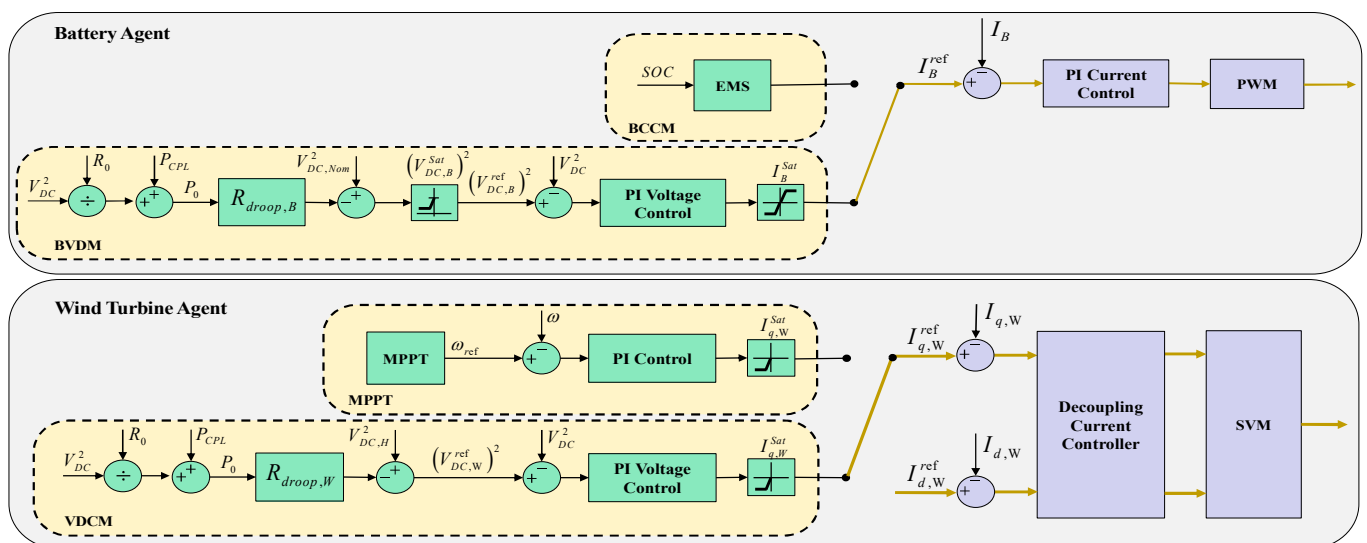 Battery Agent
I_B
SOC
EMS
BCCM
I_B^ref
+ −
PI Current Control
PWM
R_0
P_CPL
V_DC^2
÷
+ +
P_0
R_droop,B
V_DC,Nom^2
− +
(V_DC,B^Sat)^2
(V_DC,B^ref)^2
V_DC^2
+ −
PI Voltage Control
I_B^Sat
BVDM
Wind Turbine Agent
MPPT
ω_ref
ω
+ −
PI Control
I_q,W^Sat
MPPT
I_q,W^ref
I_q,W
+ −
Decoupling
Current
Controller
SVM
I_d,W^ref
I_d,W
+ −
R_0
P_CPL
V_DC^2
÷
+ +
P_0
R_droop,W
V_DC,H^2
− +
(V_DC,W^ref)^2
V_DC^2
+ −
PI Voltage
Control
I_q,W^Sat
VDCM